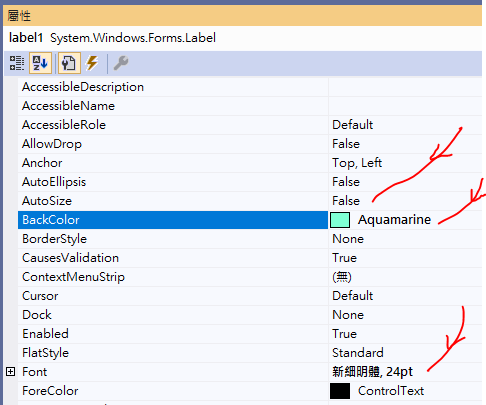 屬性
label1 System.Windows.Forms.Label
AccessibleDescription
AccessibleName
AccessibleRole Default
AllowDrop False
Anchor Top, Left
AutoEllipsis False
AutoSize False
BackColor Aquamarine
BorderStyle None
CausesValidation True
ContextMenuStrip (無)
Cursor Default
Dock None
Enabled True
FlatStyle Standard
Font 新細明體, 24pt
ForeColor ControlText